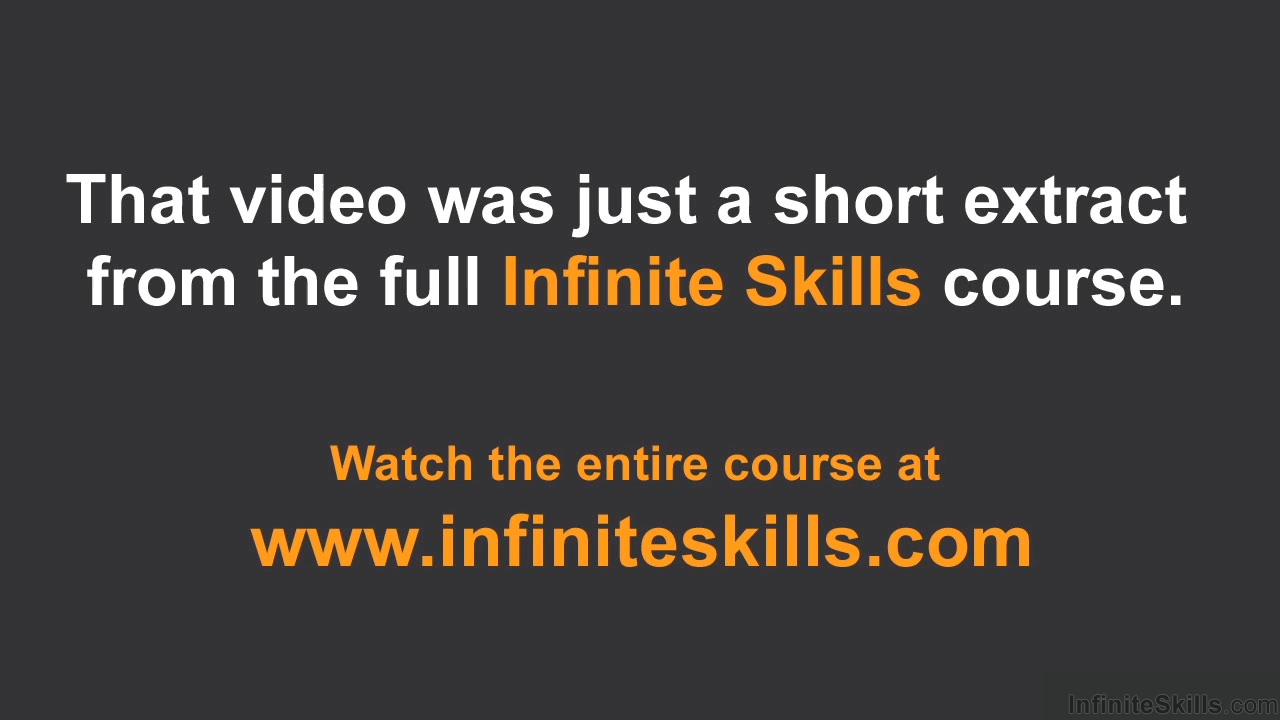 That video was just a short extract
from the full Infinite Skills course.
Watch the entire course at
www.infiniteskills.com
InfiniteSkills.com